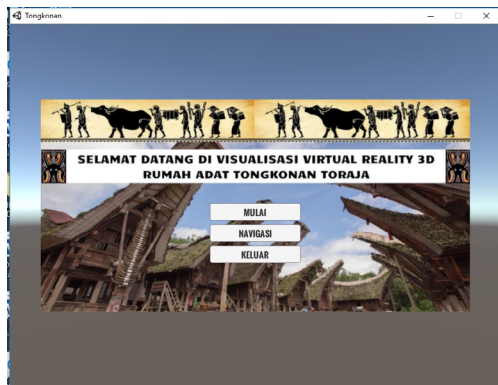 Tongkonan
SELAMAT DATANG DI VISUALISASI VIRTUAL REALITY 3D
RUMAH ADAT TONGKONAN TORAJA
MULAI
NAVIGASI
KELUAR